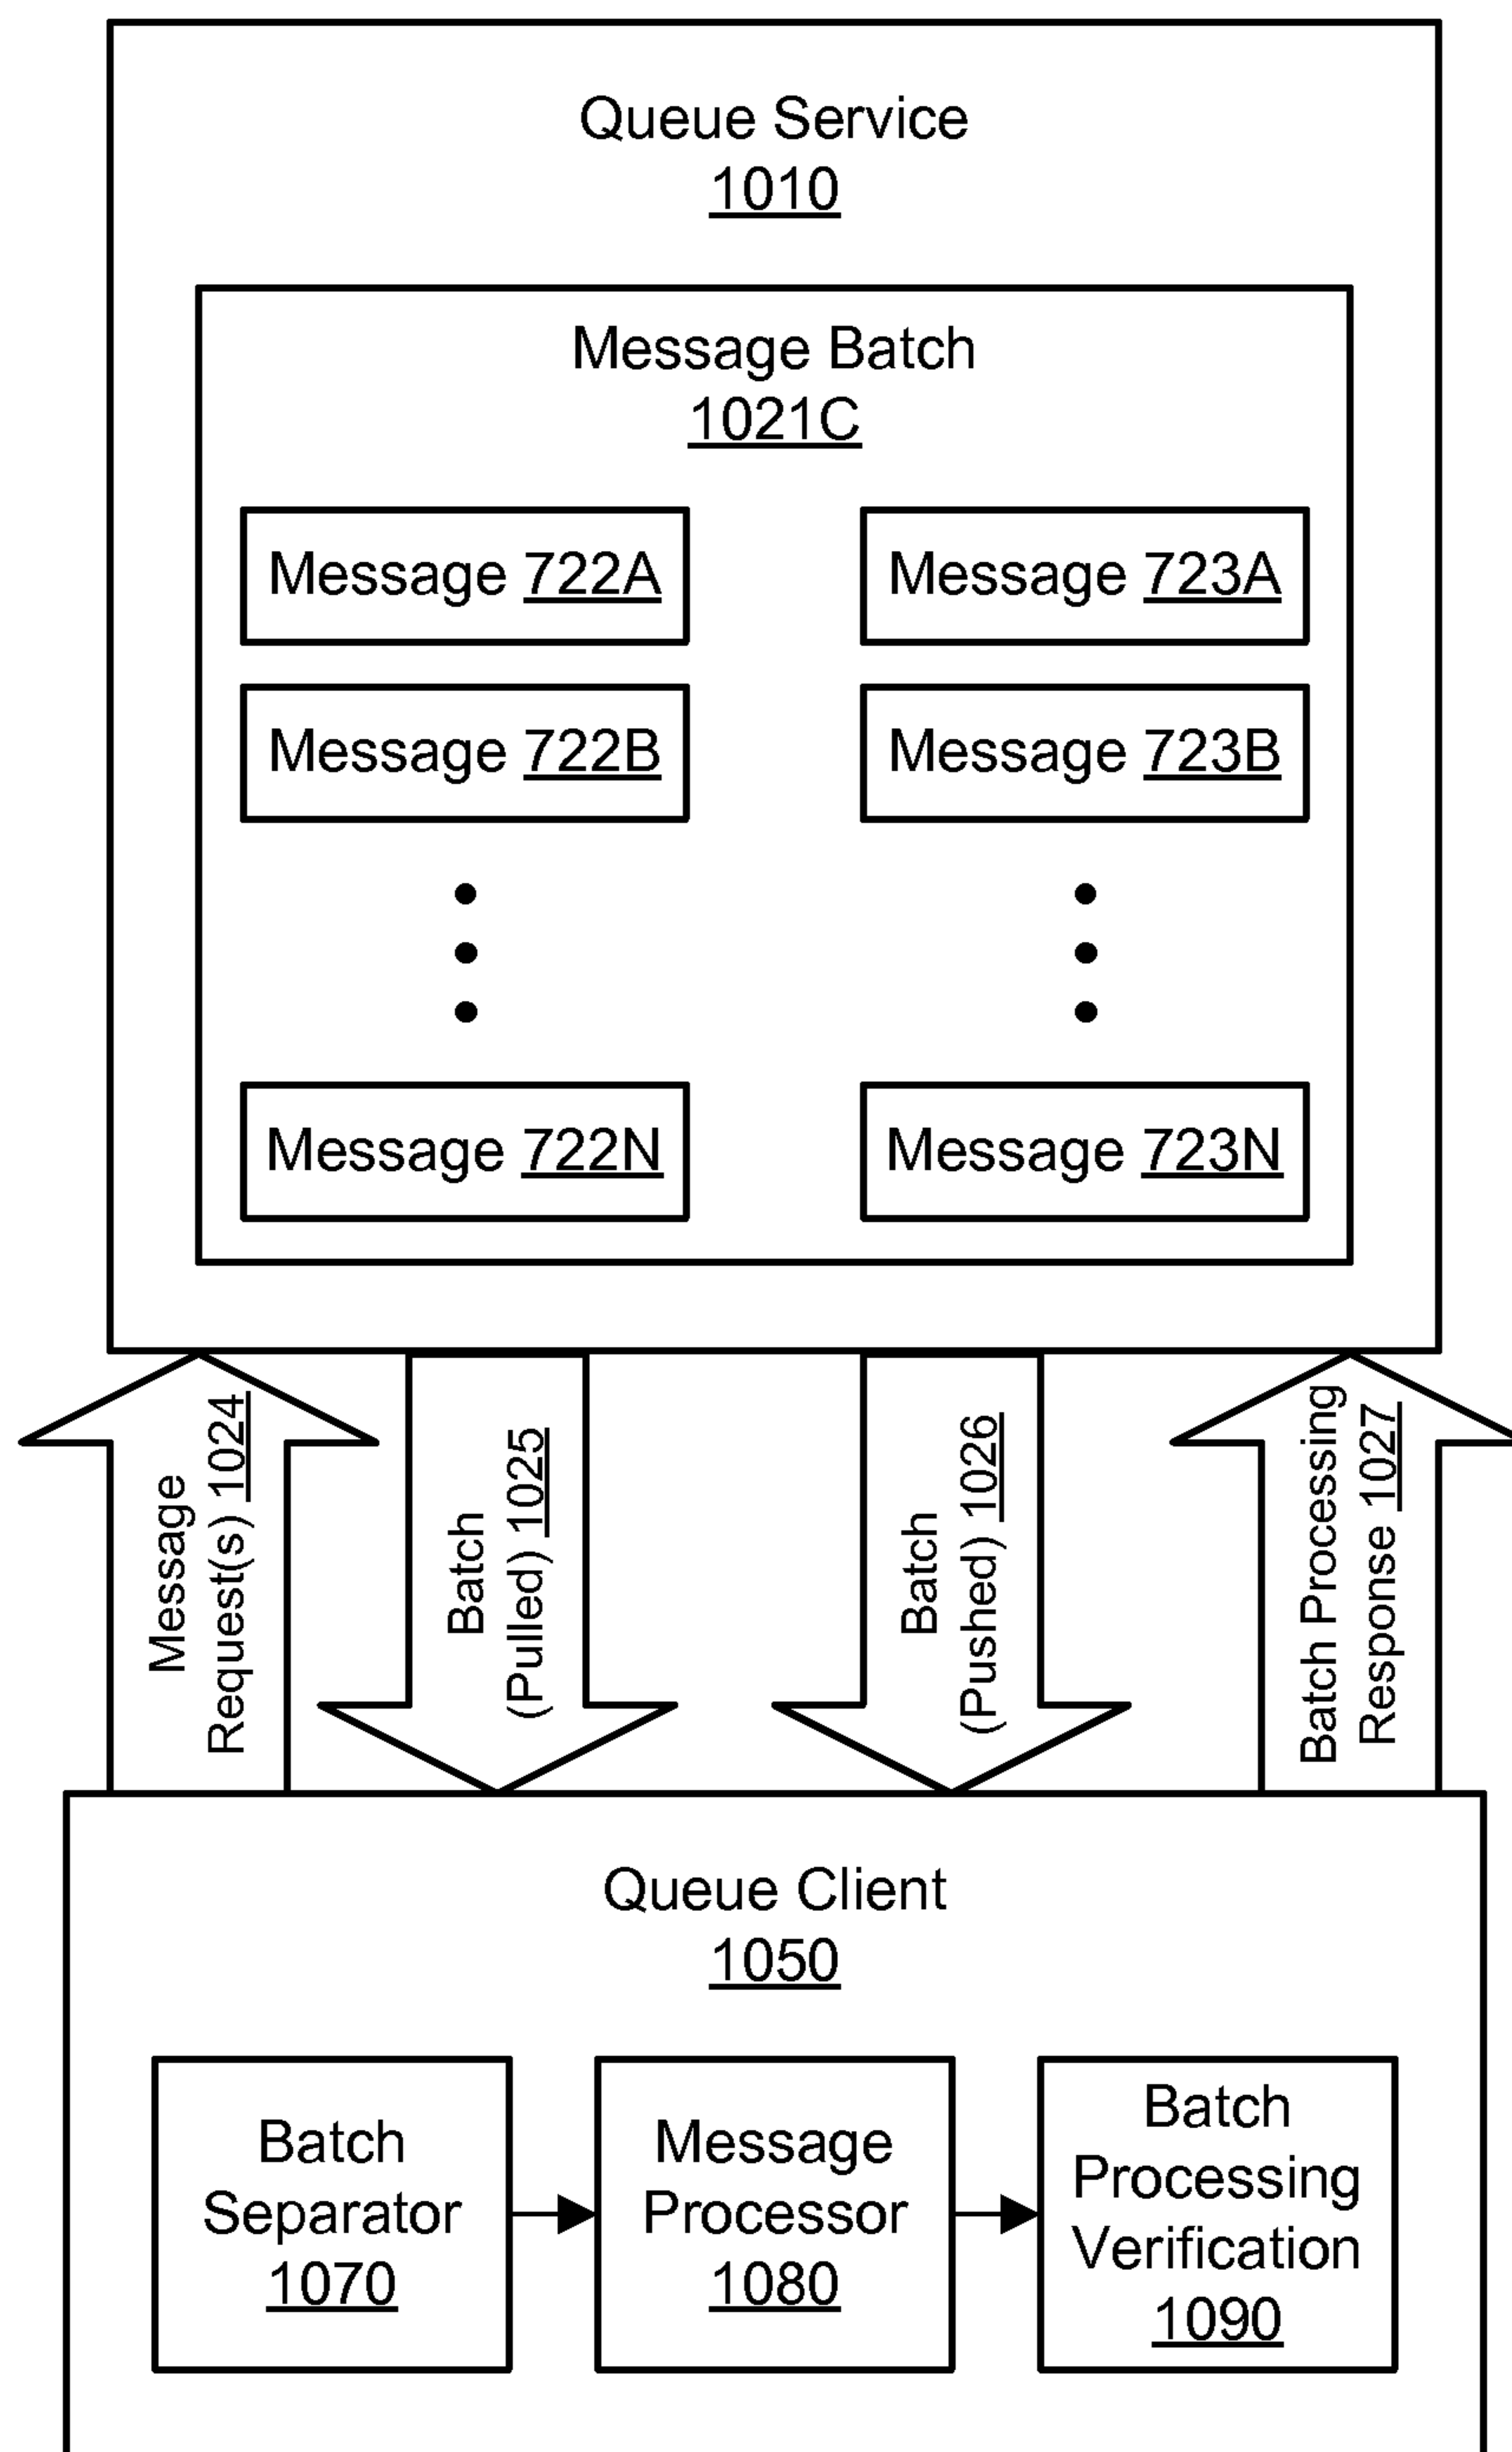 Queue Service
1010
Message Batch
1021C
Message 722A
Message 723A
Message 722B
Message 723B
Message 722N
Message 723N
Message
Request(s) 1024
Batch
(Pulled) 1025
Batch
(Pushed) 1026
Batch Processing
Response 1027
Queue Client
1050
Batch
Separator
1070
Message
Processor
1080
Batch
Processing
Verification
1090